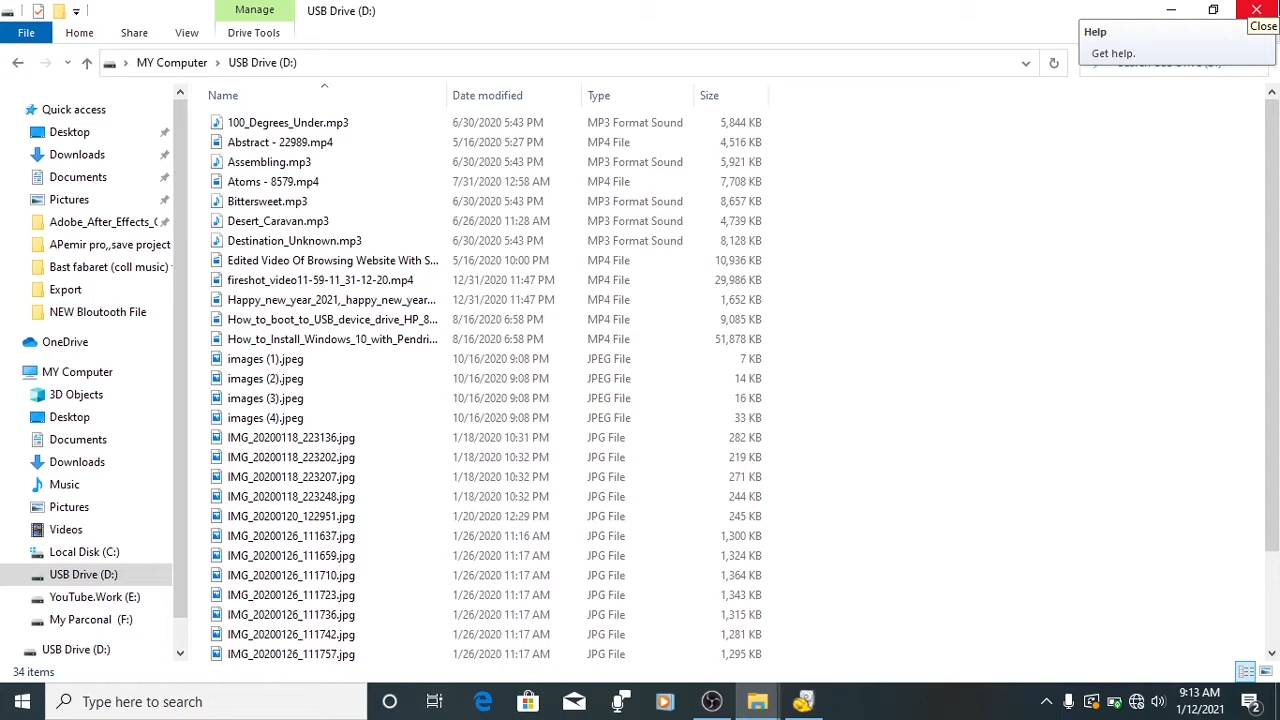 Manage
USB Drive (D:)
Close
File
Home
Share
View
Drive Tools
Help
Get help.
MY Computer
USB Drive (D:)
Name
Date modified
Type
Size
Quick access
Desktop
Downloads
Documents
Pictures
Adobe_After_Effects_C
APemir pro,,save project
Bast fabaret (coll music)
Export
NEW Bloutooth File
OneDrive
MY Computer
3D Objects
Desktop
Documents
Downloads
Music
Pictures
Videos
Local Disk (C:)
USB Drive (D:)
YouTube.Work (E:)
My Parconal (F:)
USB Drive (D:)
100_Degrees_Under.mp3 6/30/2020 5:43 PM MP3 Format Sound 5,844 KB
Abstract - 22989.mp4 5/16/2020 5:27 PM MP4 File 4,516 KB
Assembling.mp3 6/30/2020 5:43 PM MP3 Format Sound 5,921 KB
Atoms - 8579.mp4 7/31/2020 12:58 AM MP4 File 7,708 KB
Bittersweet.mp3 6/30/2020 5:43 PM MP3 Format Sound 8,657 KB
Desert_Caravan.mp3 6/26/2020 11:28 AM MP3 Format Sound 4,739 KB
Destination_Unknown.mp3 6/30/2020 5:43 PM MP3 Format Sound 8,128 KB
Edited Video Of Browsing Website With S... 5/16/2020 10:00 PM MP4 File 10,936 KB
fireshot_video11-59-11_31-12-20.mp4 12/31/2020 11:47 PM MP4 File 29,986 KB
Happy_new_year_2021,_happy_new_year... 12/31/2020 11:47 PM MP4 File 1,652 KB
How_to_boot_to_USB_device_drive_HP_8... 8/16/2020 6:58 PM MP4 File 9,085 KB
How_to_Install_Windows_10_with_Pendri... 8/16/2020 6:58 PM MP4 File 51,878 KB
images (1).jpeg 10/16/2020 9:08 PM JPEG File 7 KB
images (2).jpeg 10/16/2020 9:08 PM JPEG File 14 KB
images (3).jpeg 10/16/2020 9:08 PM JPEG File 16 KB
images (4).jpeg 10/16/2020 9:08 PM JPEG File 33 KB
IMG_20200118_223136.jpg 1/18/2020 10:31 PM JPG File 282 KB
IMG_20200118_223202.jpg 1/18/2020 10:32 PM JPG File 219 KB
IMG_20200118_223207.jpg 1/18/2020 10:32 PM JPG File 271 KB
IMG_20200118_223248.jpg 1/18/2020 10:32 PM JPG File 244 KB
IMG_20200120_122951.jpg 1/20/2020 12:29 PM JPG File 245 KB
IMG_20200126_111637.jpg 1/26/2020 11:16 AM JPG File 1,300 KB
IMG_20200126_111659.jpg 1/26/2020 11:17 AM JPG File 1,324 KB
IMG_20200126_111710.jpg 1/26/2020 11:17 AM JPG File 1,364 KB
IMG_20200126_111723.jpg 1/26/2020 11:17 AM JPG File 1,343 KB
IMG_20200126_111736.jpg 1/26/2020 11:17 AM JPG File 1,315 KB
IMG_20200126_111742.jpg 1/26/2020 11:17 AM JPG File 1,281 KB
IMG_20200126_111757.jpg 1/26/2020 11:17 AM JPG File 1,295 KB
34 items
Type here to search
9:13 AM
1/12/2021
2